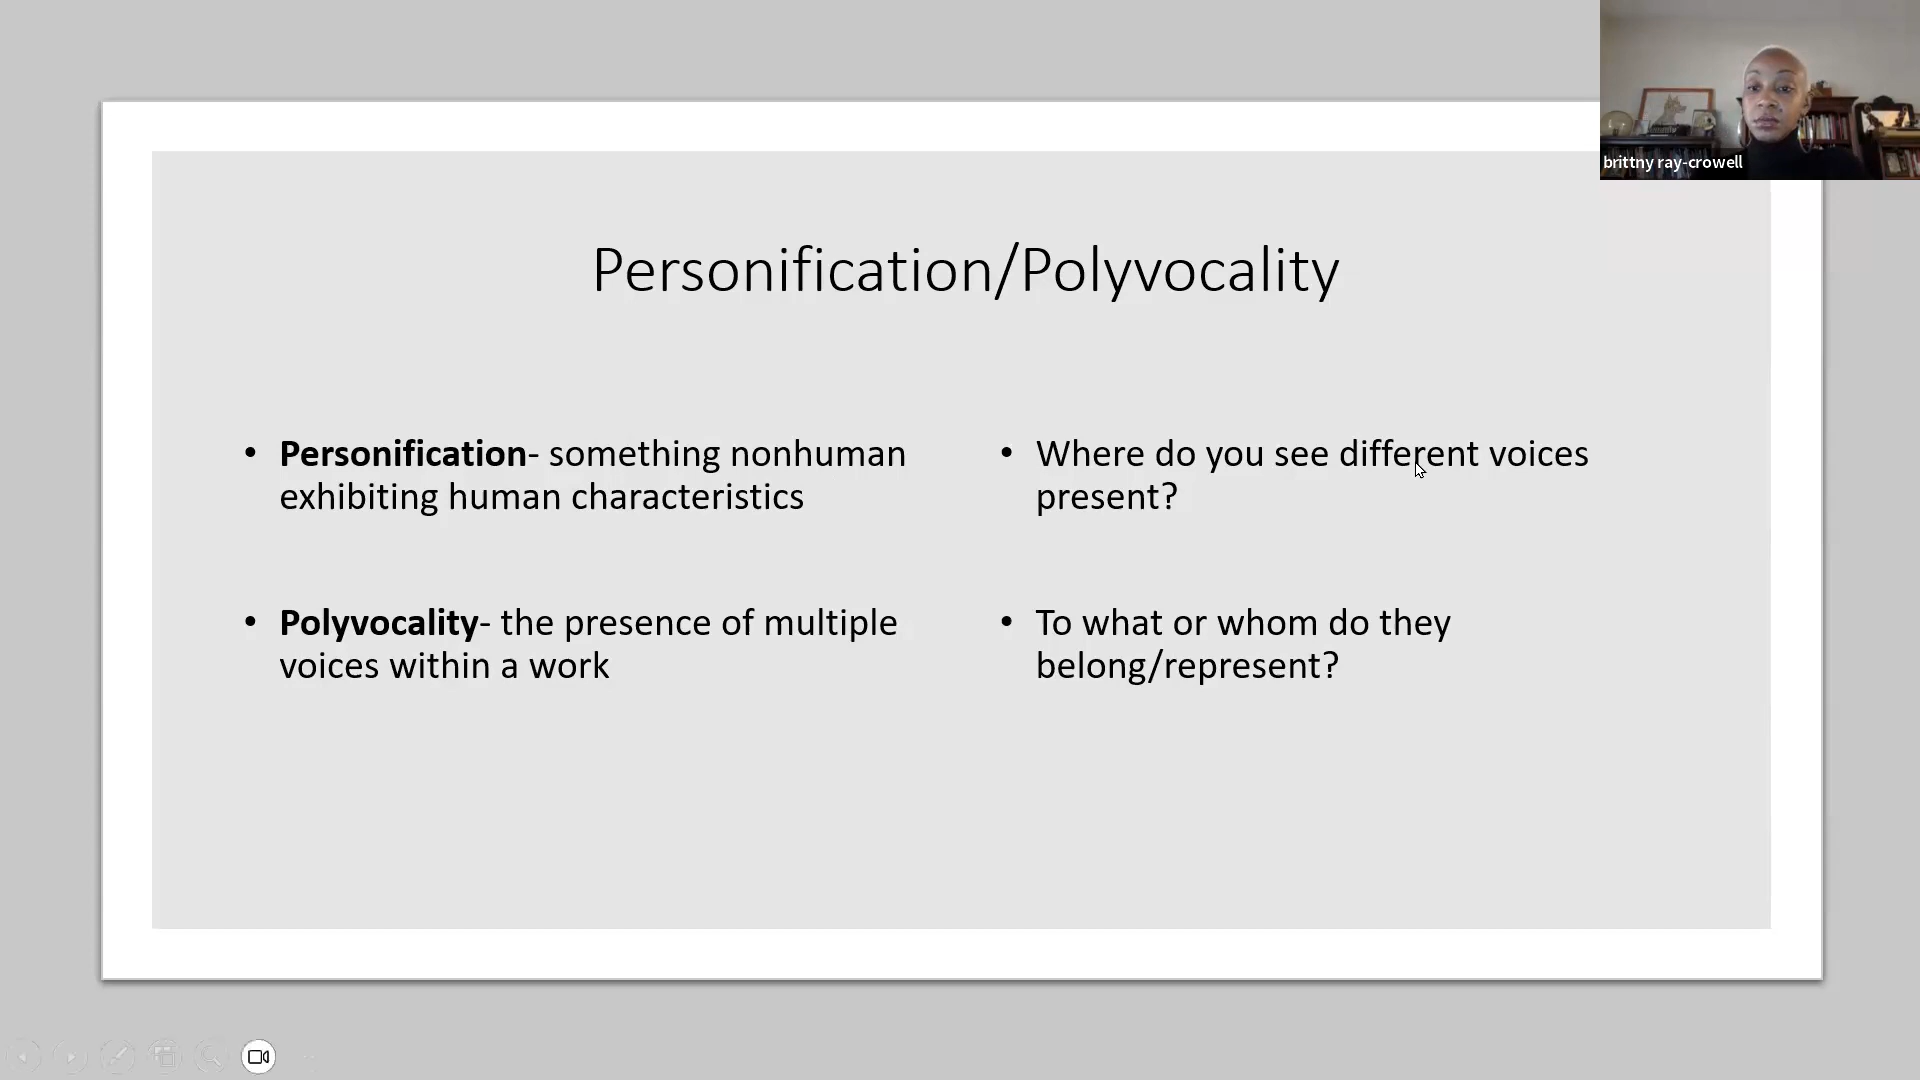 brittny ray-crowell
Personification/Polyvocality
• Personification- something nonhuman
exhibiting human characteristics
• Polyvocality- the presence of multiple
voices within a work
• Where do you see different voices
present?
• To what or whom do they
belong/represent?